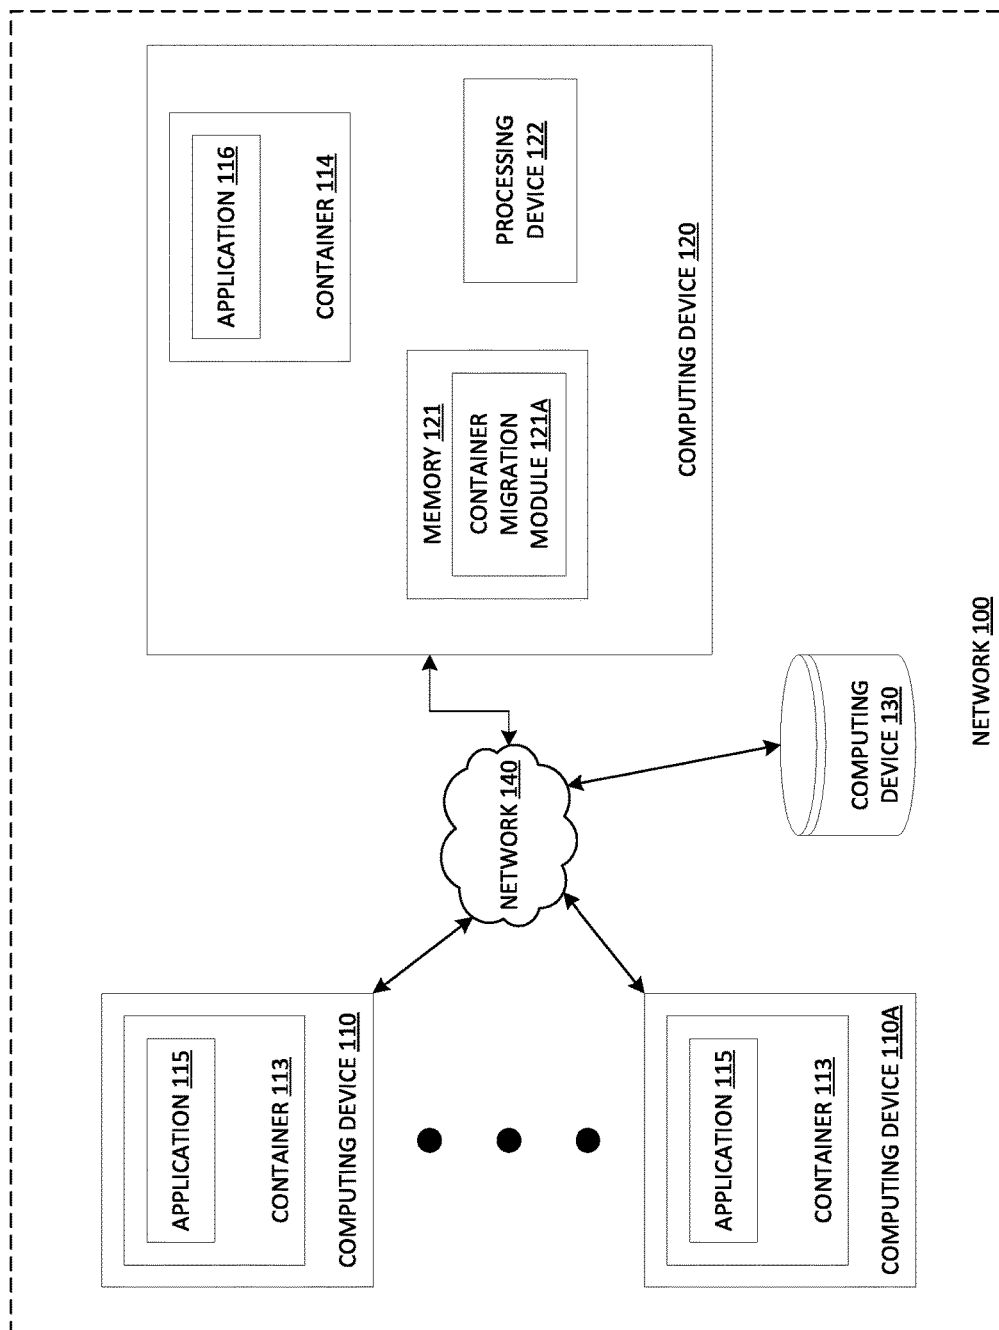 APPLICATION 115
CONTAINER 113
COMPUTING DEVICE 110
APPLICATION 115
CONTAINER 113
COMPUTING DEVICE 110A
NETWORK 140
COMPUTING
DEVICE 130
MEMORY 121
CONTAINER
MIGRATION
MODULE 121A
APPLICATION 116
CONTAINER 114
PROCESSING
DEVICE 122
COMPUTING DEVICE 120
NETWORK 100